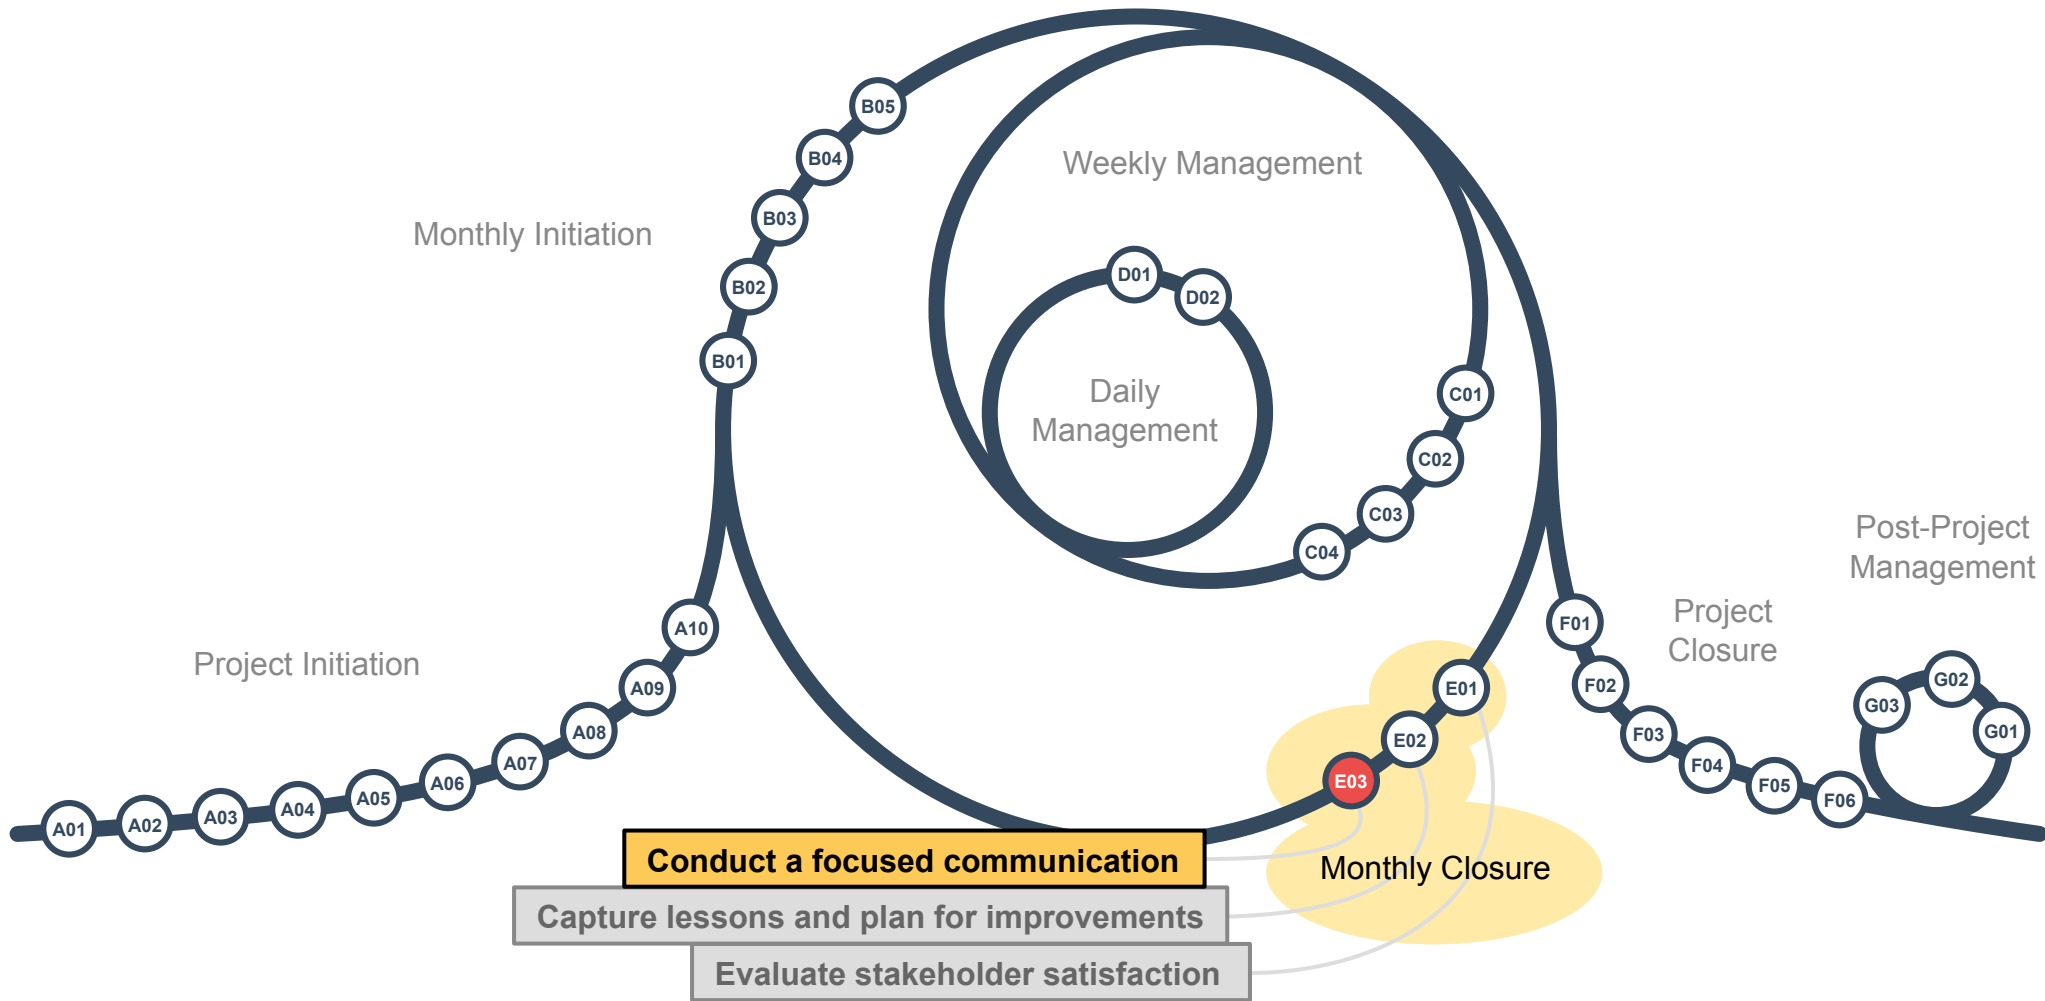 Project Initiation
A01
A02
A03
A04
A05
A06
A07
A08
A09
A10
Monthly Initiation
B01
B02
B03
B04
B05
Weekly Management
C01
C02
C03
C04
Daily
Management
D01
D02
Monthly Closure
E01
E02
E03
Conduct a focused communication
Capture lessons and plan for improvements
Evaluate stakeholder satisfaction
Project
Closure
F01
F02
F03
F04
F05
F06
Post-Project
Management
G01
G02
G03